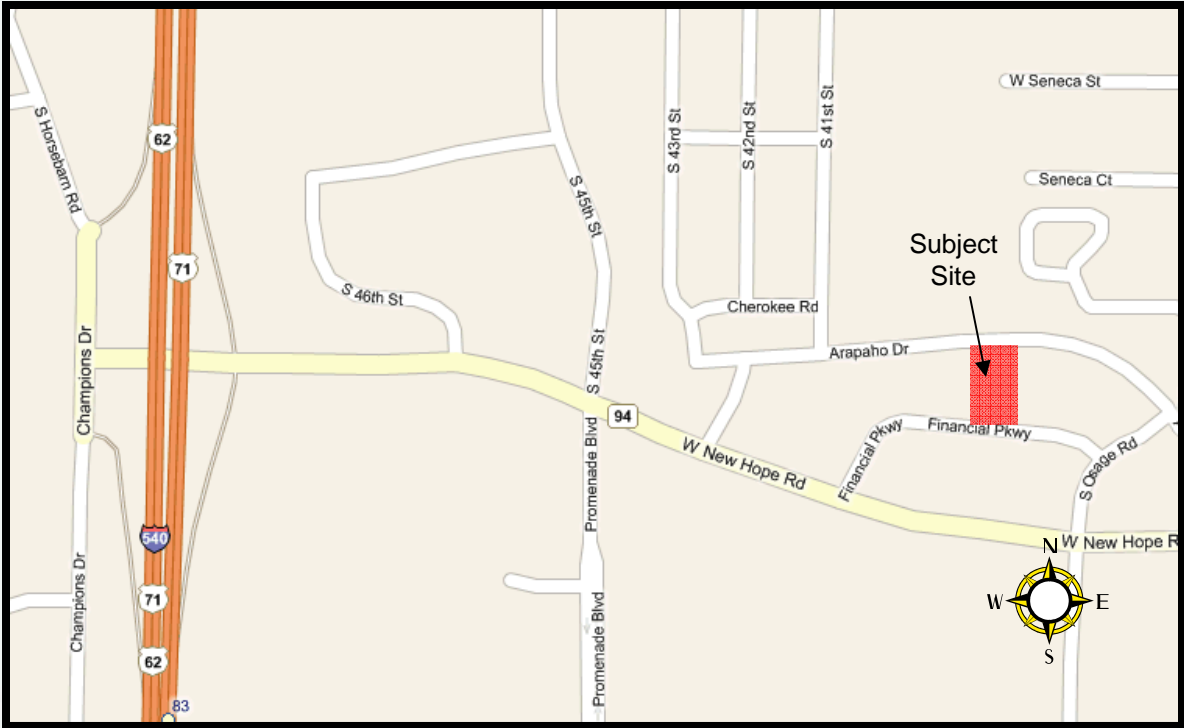 W Seneca St
S Horsebarn Rd
62
S 43rd St
S 42nd St
S 41st St
Seneca Ct
S 45th St
Subject
Site
71
S 46th St
Cherokee Rd
Champions Dr
S 45th St
Arapaho Dr
94
Promenade Blvd
W New Hope Rd
Financial Pkwy
Financial Pkwy
S Osage Rd
540
W New Hope R
N
W
E
S
Champions Dr
71
Promenade Blvd
62
83